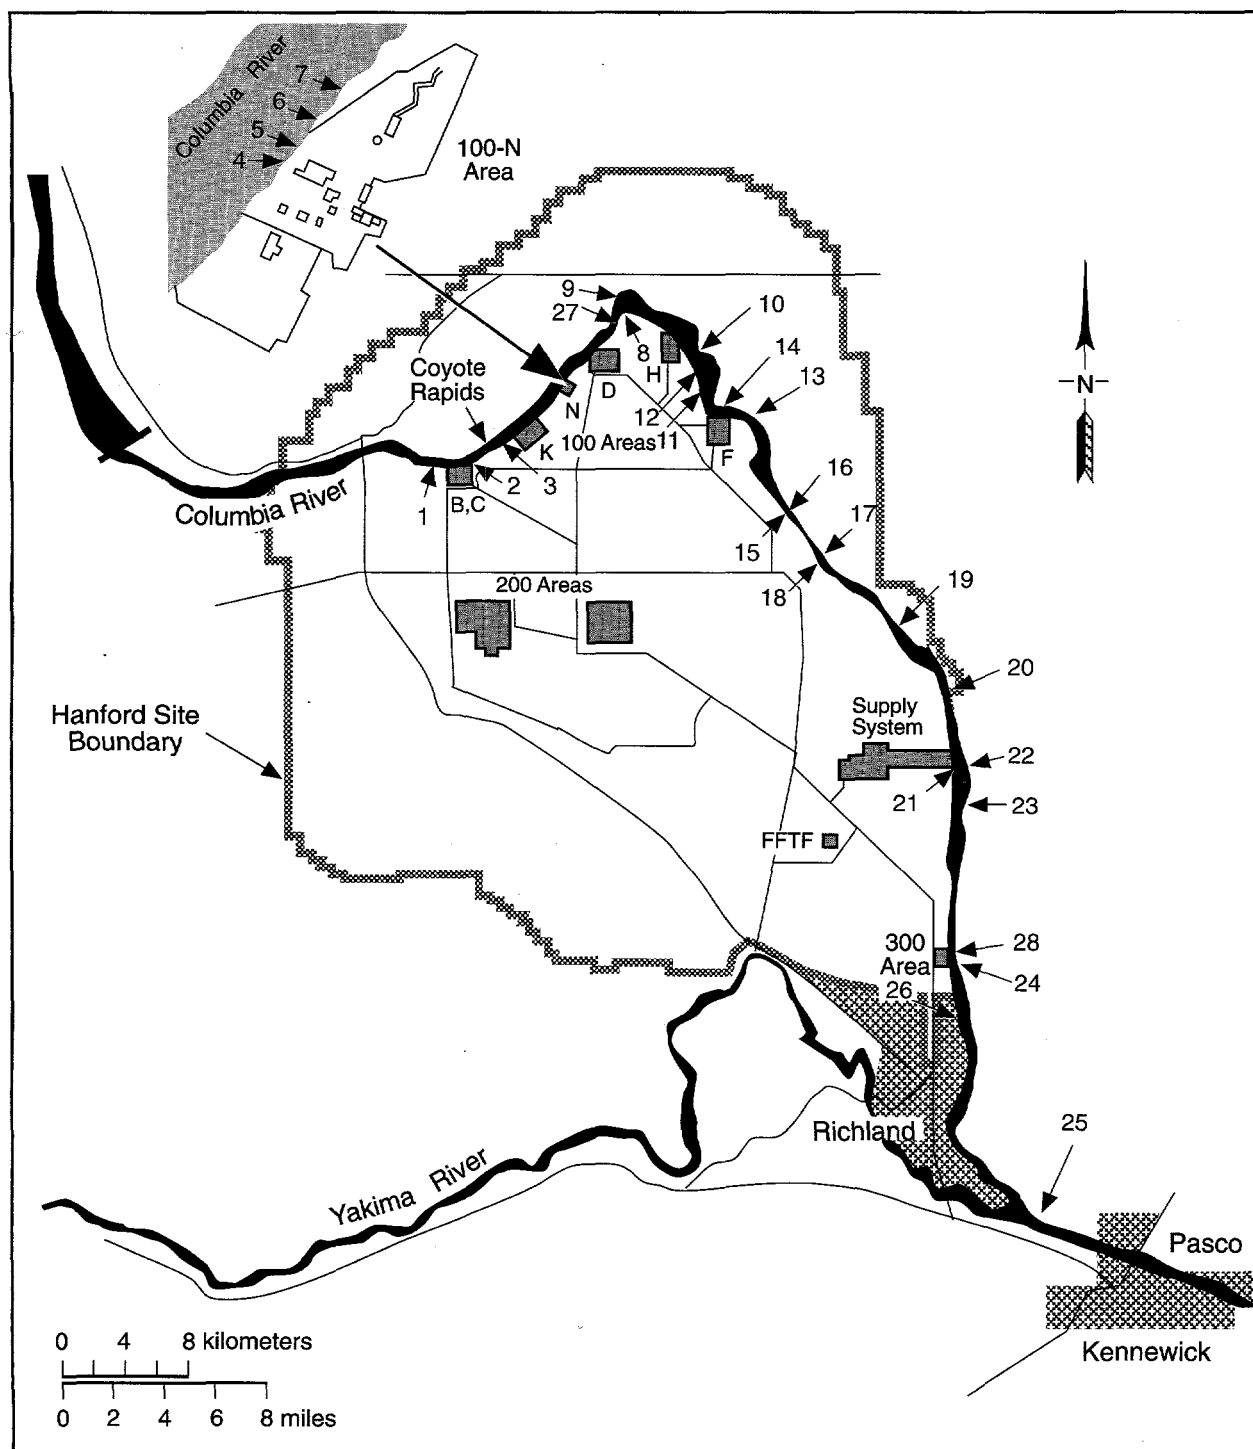 Columbia River
7
6
5
4
100-N
Area
9
27
10
8
14
13
Coyote
Rapids
H
D
N
12
11
100 Areas
K
F
1
2
3
B,C
Columbia River
16
15
17
18
19
200 Areas
20
Hanford Site
Boundary
Supply
System
22
21
23
FFTF
300
Area
28
24
26
Richland
25
Yakima River
Pasco
Kennewick
N
0 4 8 kilometers
0 2 4 6 8 miles